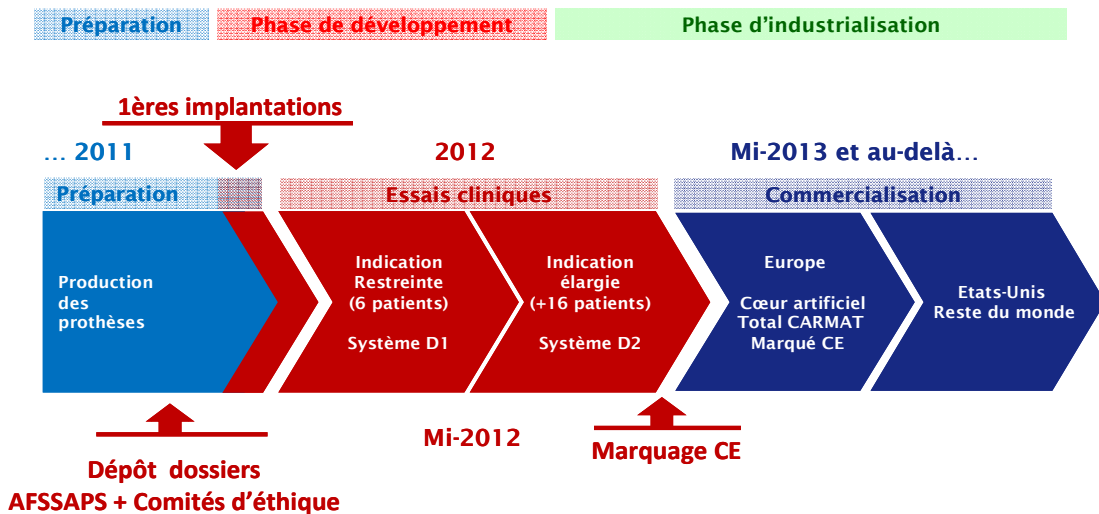 Préparation
Phase de développement
Phase d'industrialisation
1ères implantations
... 2011
2012
Mi-2013 et au-delà...
Préparation
Essais cliniques
Commercialisation
Production
des
prothèses
Indication
Restreinte
(6 patients)
Système D1
Indication
élargie
(+16 patients)
Système D2
Europe
Cœur artificiel
Total CARMAT
Marqué CE
Etats-Unis
Reste du monde
Mi-2012
Marquage CE
Dépôt dossiers
AFSSAPS + Comités d'éthique